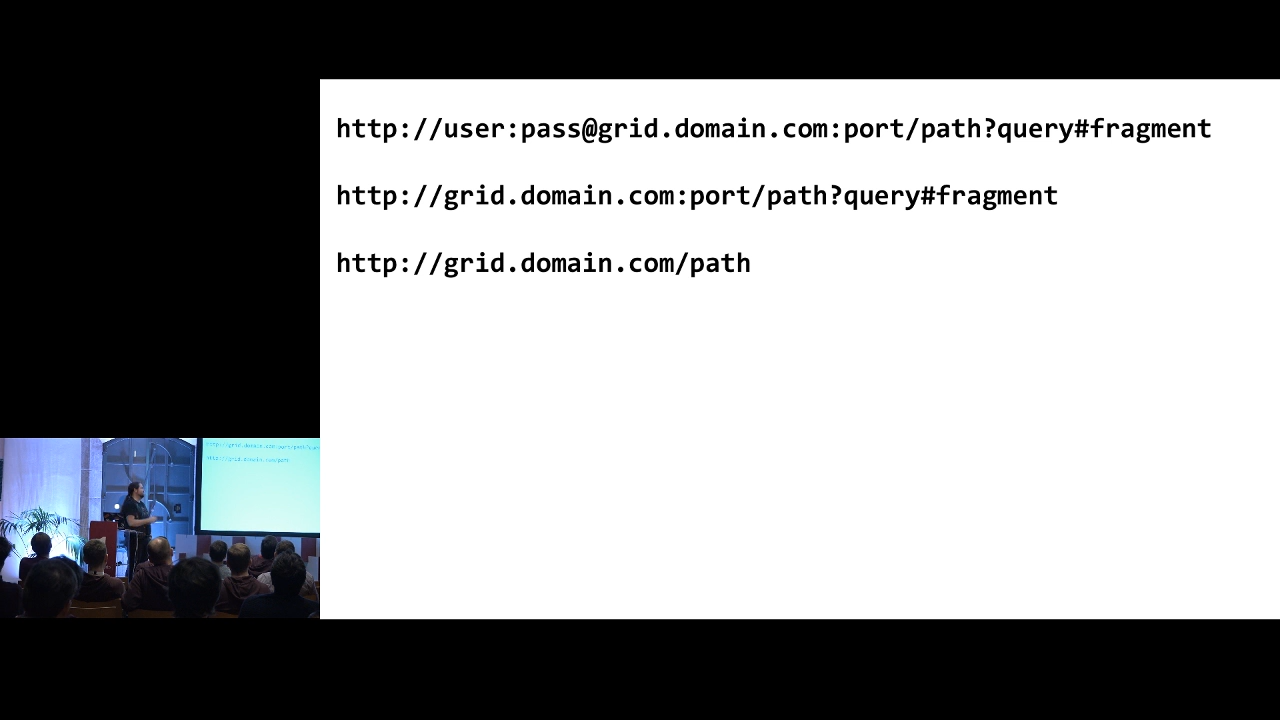 http://user:pass@grid.domain.com:port/path?query#fragment
http://grid.domain.com:port/path?query#fragment
http://grid.domain.com/path